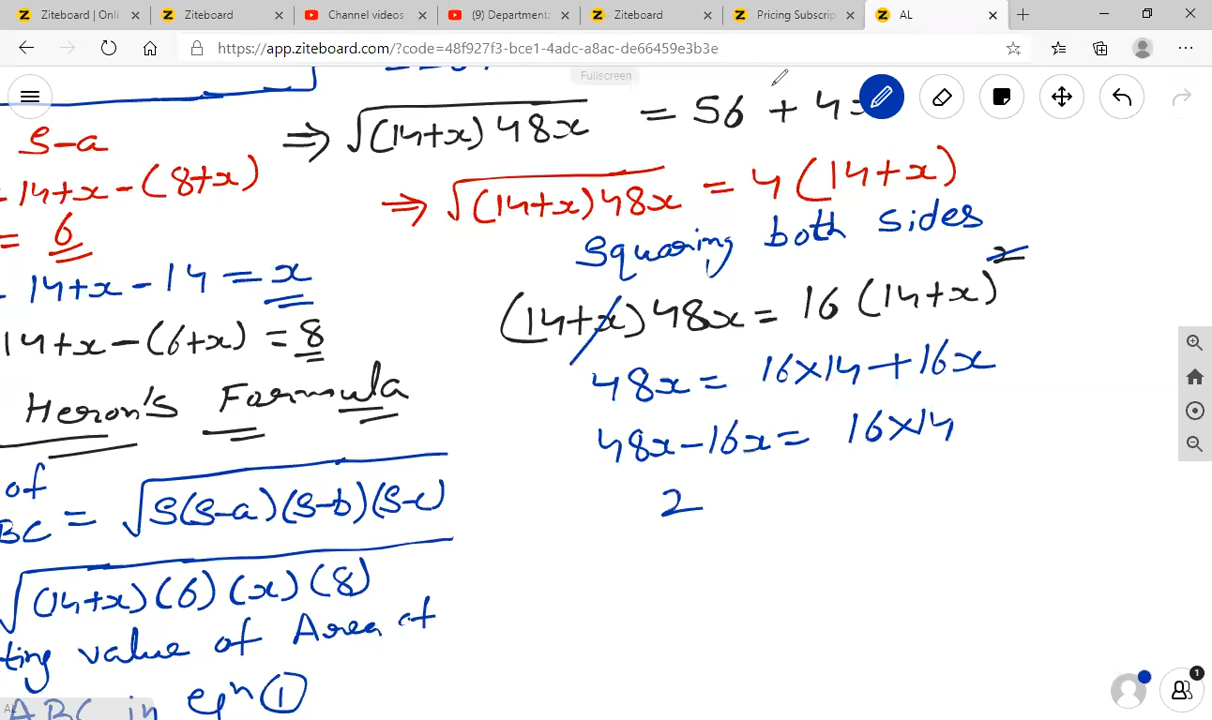 Ziteboard | Onli
Ziteboard
Channel videos
(9) Department:
Ziteboard
Pricing Subscrip
AL
https://app.ziteboard.com/?code=48f927f3-bce1-4adc-a8ac-de66459e3b3e
Fullscreen
S-a
14+x-(8+x)
= 6
14+x-14 = x
14+x-(6+x) = 8
Heron's Formula
of
BC = √S(S-a)(S-b)(S-c)
√(14+x)(6)(x)(8)
ting value of Area of
ABC in eqn ①
⇒ √(14+x)48x = 56 + 4x
⇒ √(14+x)48x = 4(14+x)
Squaring both sides
(14+x)48x = 16(14+x)²
48x = 16×14+16x
48x-16x = 16×14
2
1